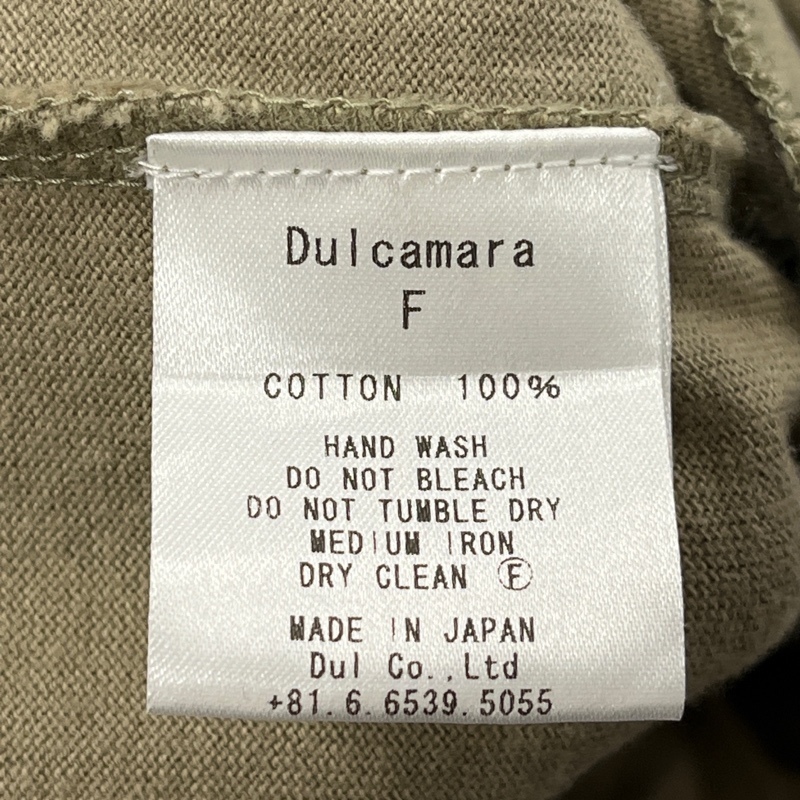 Dulcamara
F
COTTON 100%
HAND WASH
DO NOT BLEACH
DO NOT TUMBLE DRY
MEDIUM IRON
DRY CLEAN Ⓕ
MADE IN JAPAN
Dul Co.,Ltd
+81.6.6539.5055